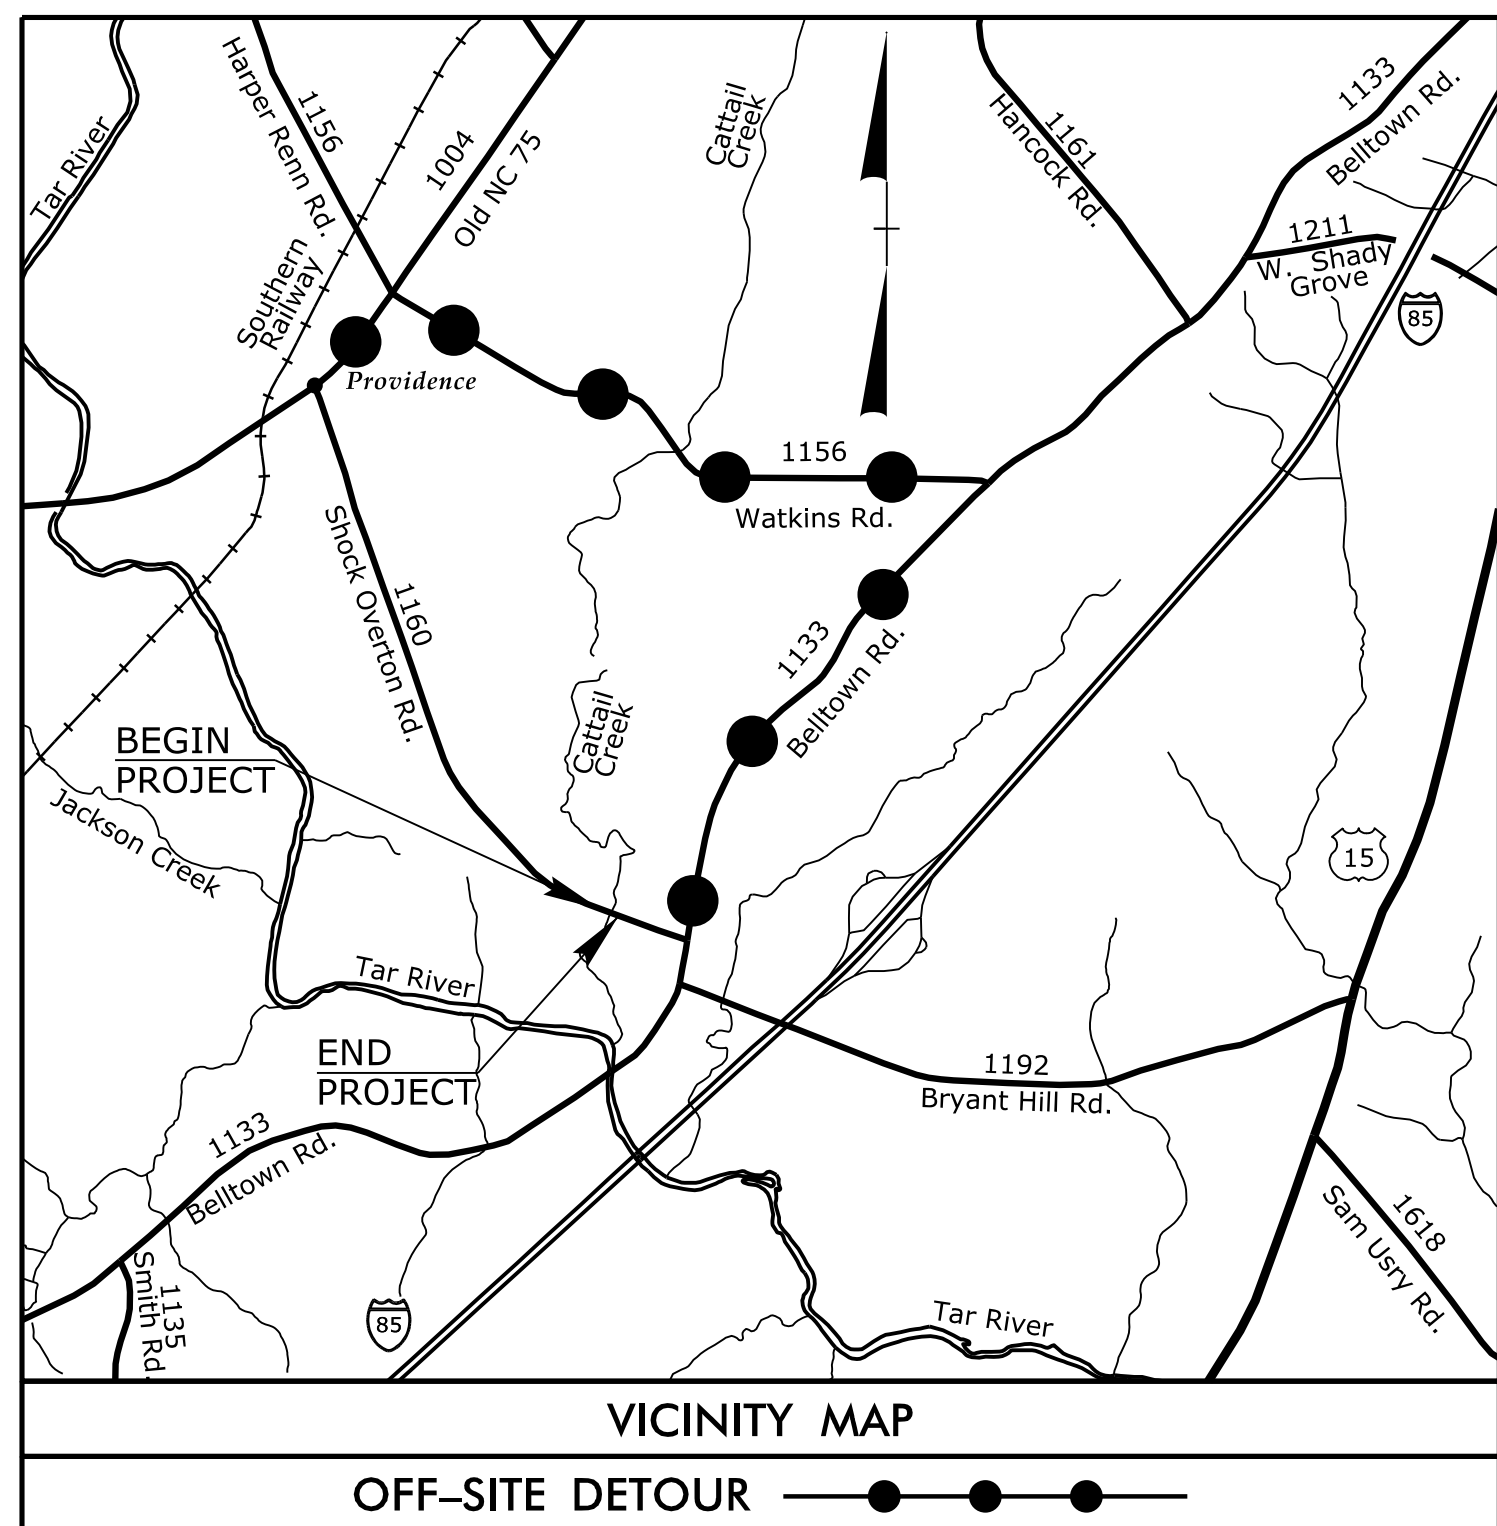 Tar River
Harper Renn Rd.
1156
1004
Old NC 75
Cattail
Creek
Hancock Rd.
1161
1133
Belltown Rd.
1211
W. Shady
Grove
85
Southern
Railway
Providence
1156
Watkins Rd.
Shock Overton Rd.
1160
1133
Belltown Rd.
Cattail
Creek
BEGIN
PROJECT
Jackson Creek
15
Tar River
END
PROJECT
1192
Bryant Hill Rd.
1133
Belltown Rd.
1618
Sam Usry Rd.
Smith Rd.
1135
85
Tar River
VICINITY MAP
OFF–SITE DETOUR